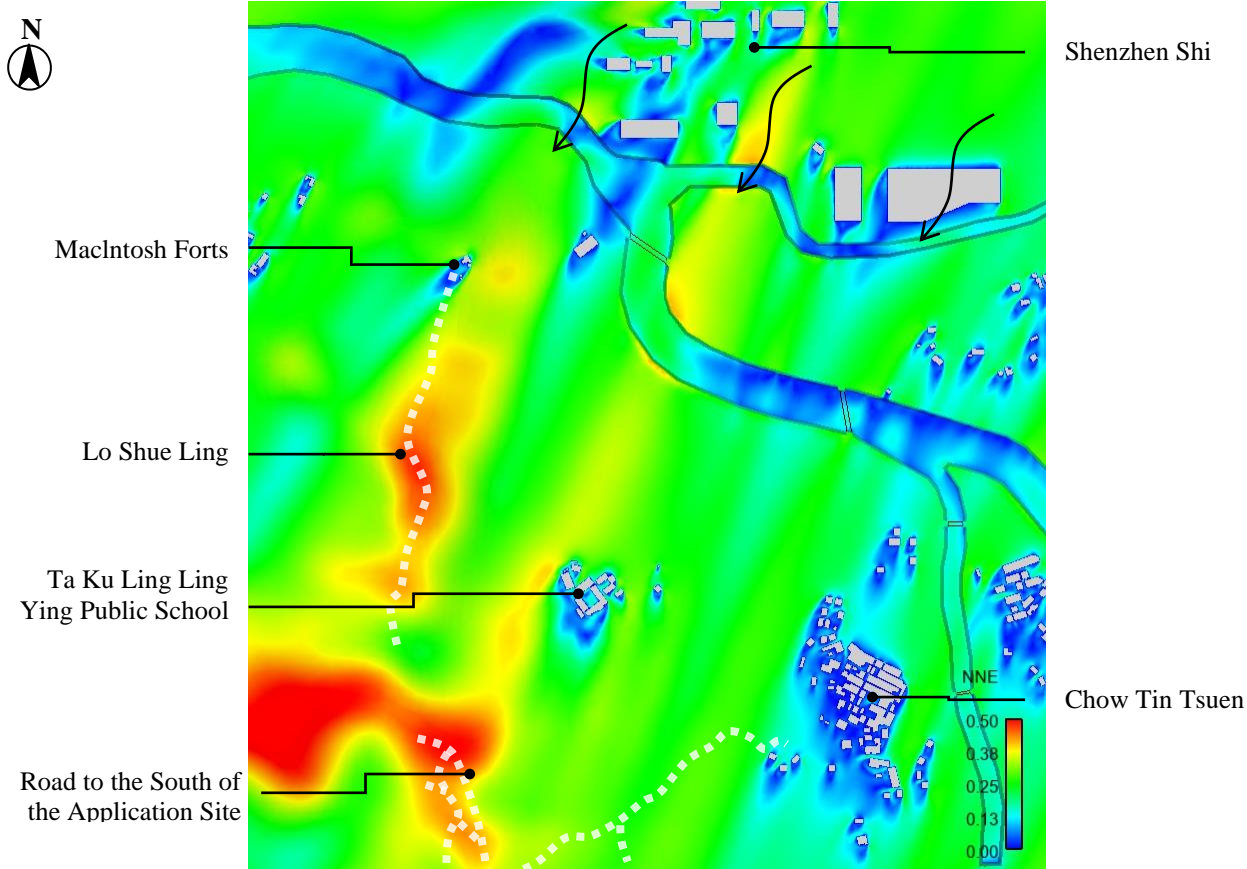 N
Shenzhen Shi
MacIntosh Forts
Lo Shue Ling
Ta Ku Ling Ling
Ying Public School
NNE
Chow Tin Tsuen
0.50
0.38
0.25
0.13
0.00
Road to the South of
the Application Site